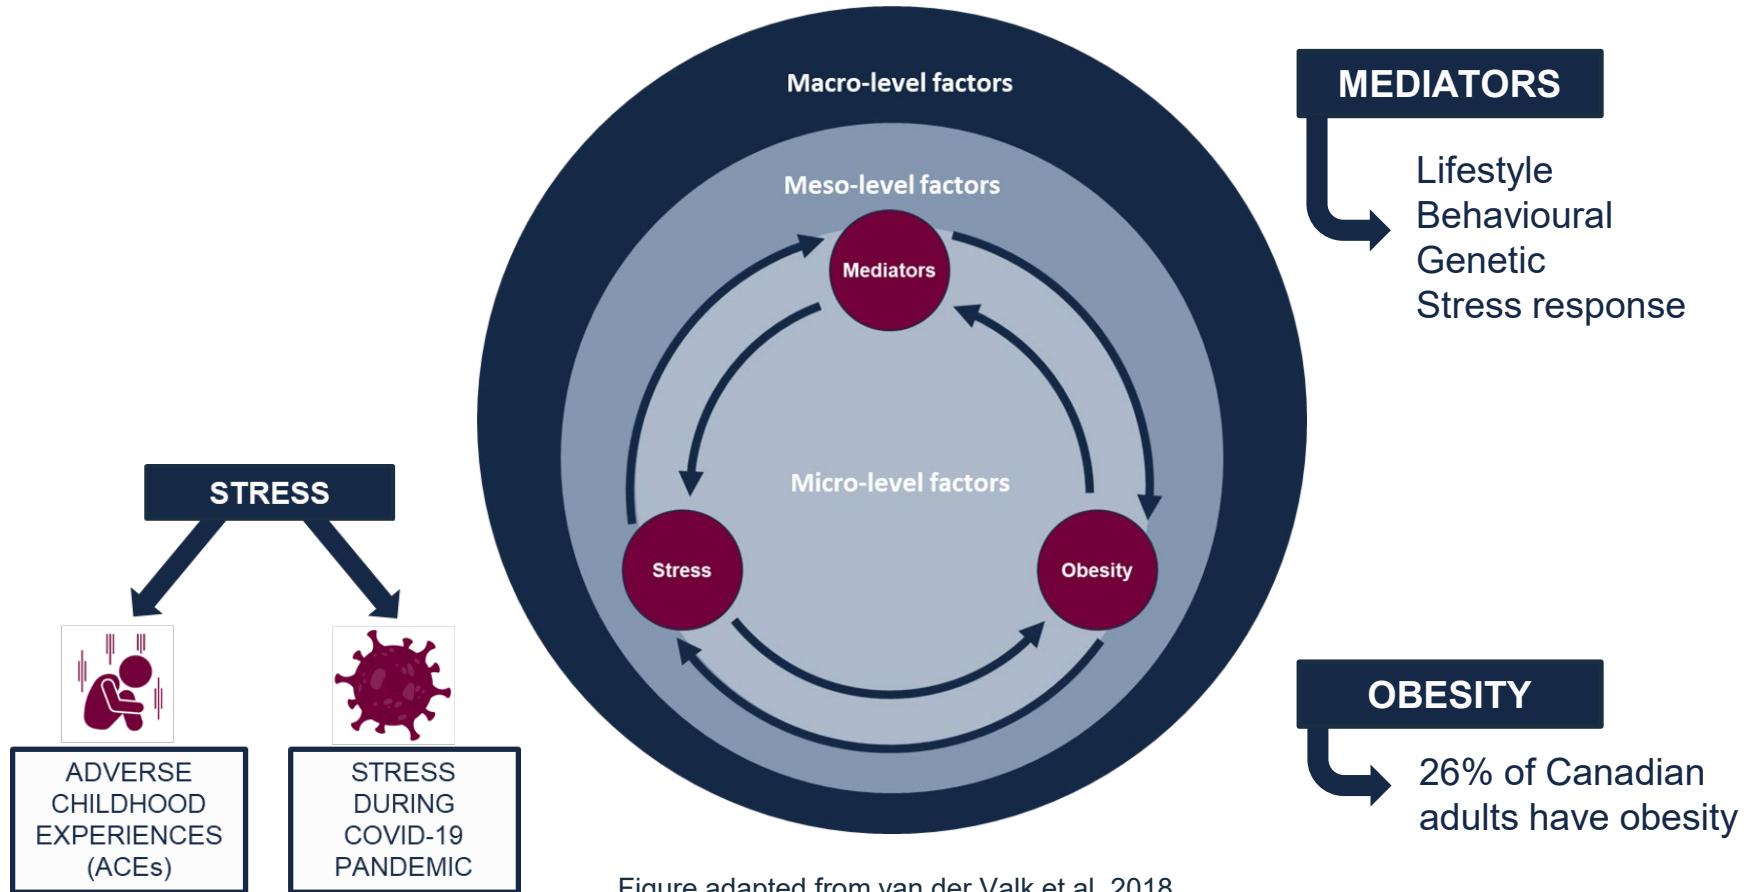 Macro-level factors
Meso-level factors
Mediators
Micro-level factors
Stress
Obesity
MEDIATORS
Lifestyle
Behavioural
Genetic
Stress response
STRESS
ADVERSE
CHILDHOOD
EXPERIENCES
(ACEs)
STRESS
DURING
COVID-19
PANDEMIC
OBESITY
26% of Canadian
adults have obesity
Figure adapted from van der Valk et al. 2018